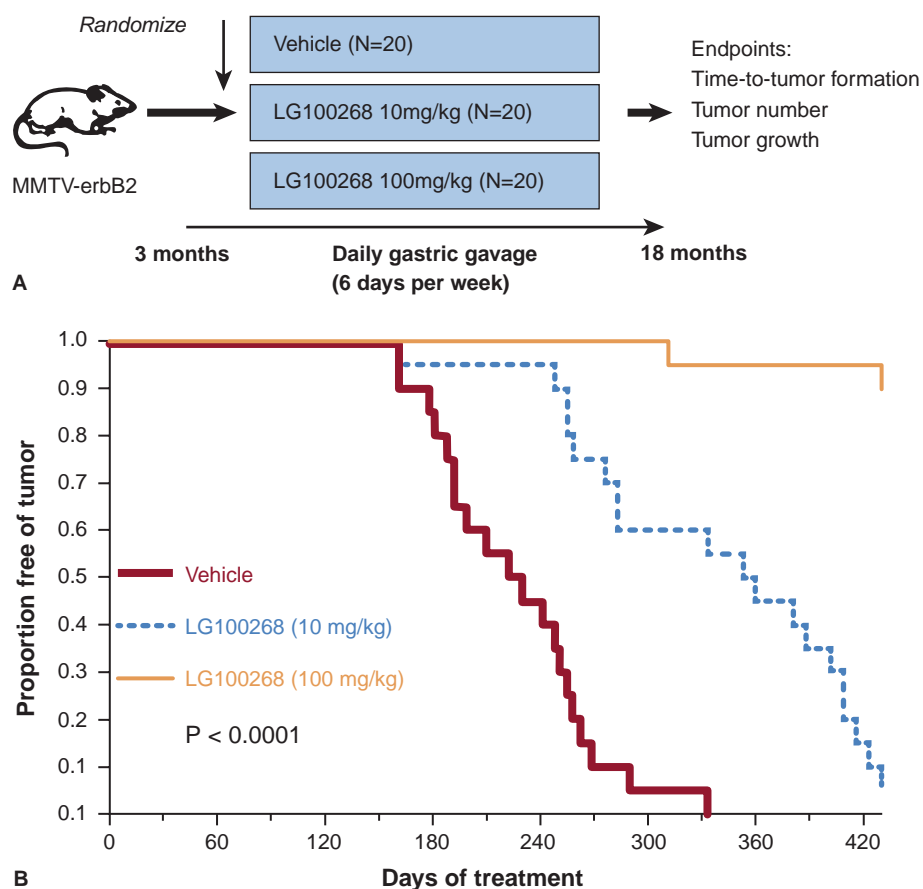 Randomize
Vehicle (N=20)
LG100268 10mg/kg (N=20)
LG100268 100mg/kg (N=20)
MMTV-erbB2
Endpoints:
Time-to-tumor formation
Tumor number
Tumor growth
3 months
Daily gastric gavage
(6 days per week)
18 months
A
Proportion free of tumor
1.0
0.9
0.8
0.7
0.6
0.5
0.4
0.3
0.2
0.1
0.1
Vehicle
LG100268 (10 mg/kg)
LG100268 (100 mg/kg)
P < 0.0001
0 60 120 180 240 300 360 420
Days of treatment
B